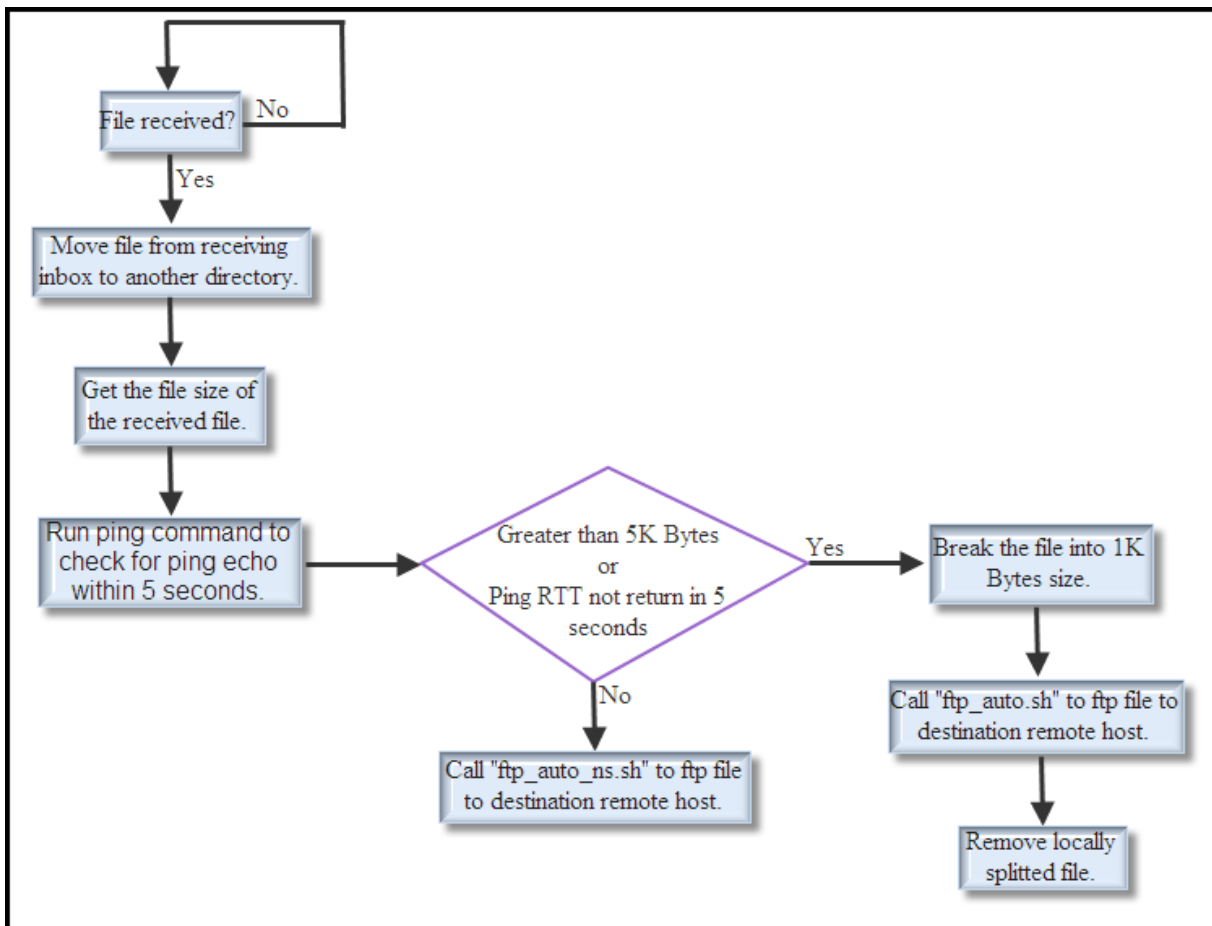 File received?
No
Yes
Move file from receiving
inbox to another directory.
Get the file size of
the received file.
Run ping command to
check for ping echo
within 5 seconds.
Greater than 5K Bytes
or
Ping RTT not return in 5
seconds
Yes
No
Call "ftp_auto_ns.sh" to ftp file
to destination remote host.
Break the file into 1K
Bytes size.
Call "ftp_auto.sh" to ftp file to
destination remote host.
Remove locally
splitted file.